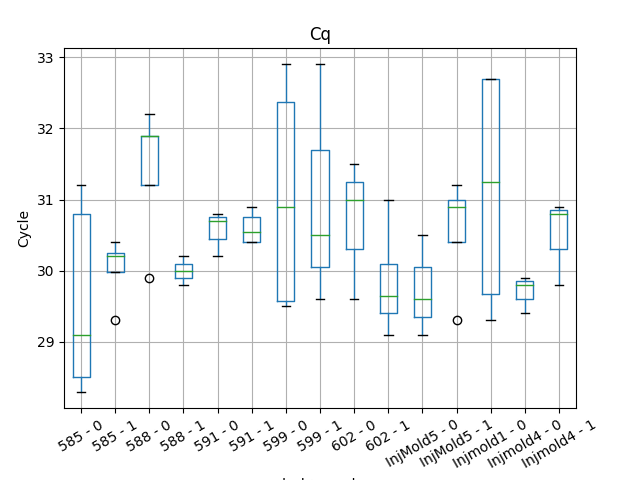 Cq
Cycle
33
32
31
30
29
585 - 0
585 - 1
588 - 0
588 - 1
591 - 0
591 - 1
599 - 0
599 - 1
602 - 0
602 - 1
InjMold5 - 0
InjMold5 - 1
Injmold1 - 0
Injmold4 - 0
Injmold4 - 1